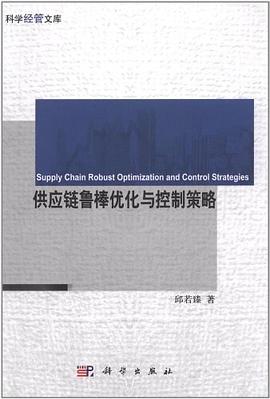 科学经管文库
Supply Chain Robust Optimization and Control Strategies
供应链鲁棒优化与控制策略
邱若臻 著
科学出版社